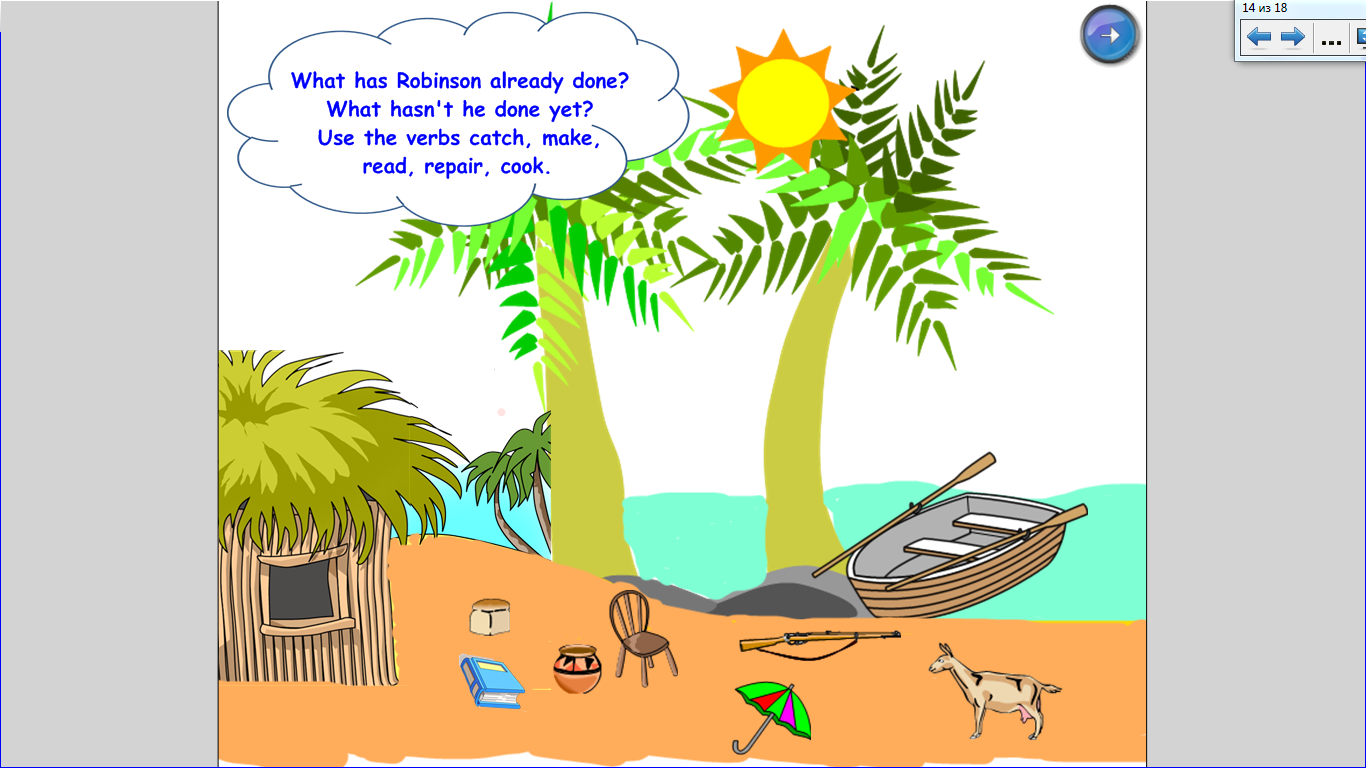 14 из 18
What has Robinson already done?
What hasn't he done yet?
Use the verbs catch, make,
read, repair, cook.
...